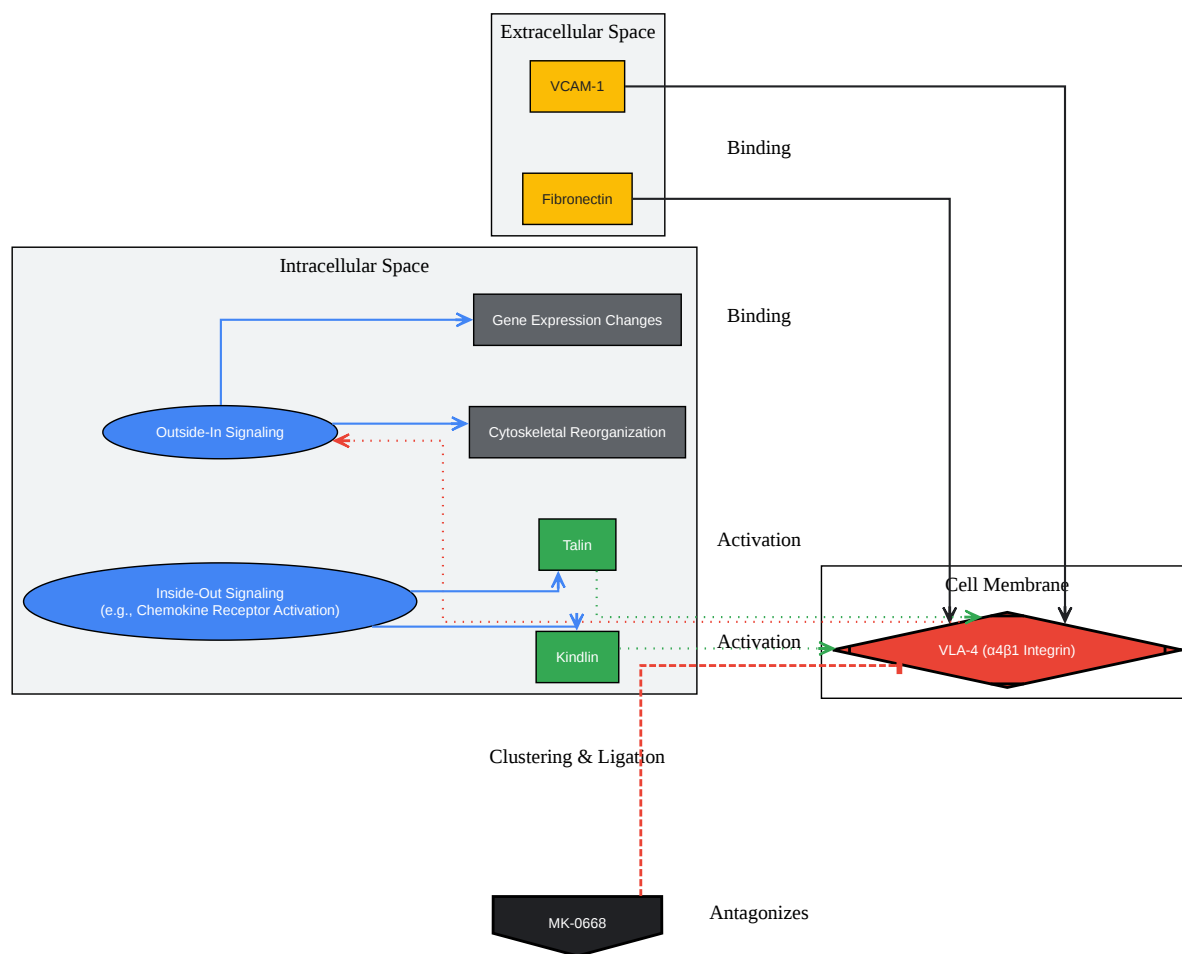 Extracellular Space
VCAM-1
Binding
Fibronectin
Intracellular Space
Gene Expression Changes
Binding
Outside-In Signaling
Cytoskeletal Reorganization
Talin
Activation
Cell Membrane
Inside-Out Signaling
(e.g., Chemokine Receptor Activation)
Activation
VLA-4 (α4β1 Integrin)
Kindlin
Clustering & Ligation
MK-0668
Antagonizes